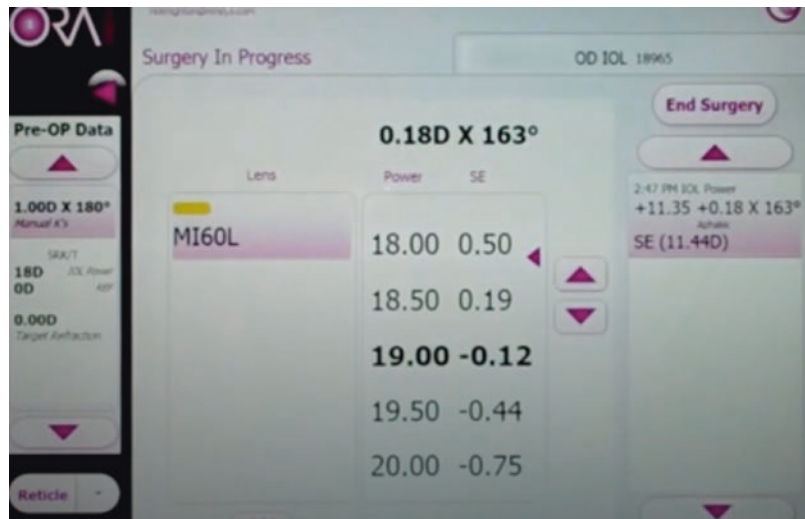 ORA
Surgery In Progress
OD IOL 18965
End Surgery
Pre-OP Data
0.18D X 163°
Lens
Power
SE
1.00D X 180°
Manual K's
MI60L
18.00 0.50
18.50 0.19
19.00 -0.12
19.50 -0.44
20.00 -0.75
2:47 PM IOL Power
+11.35 +0.18 X 163°
Aphakic
SE (11.44D)
SRK/T
18D IOL Power
0D REF
0.00D
Target Refraction
Reticle